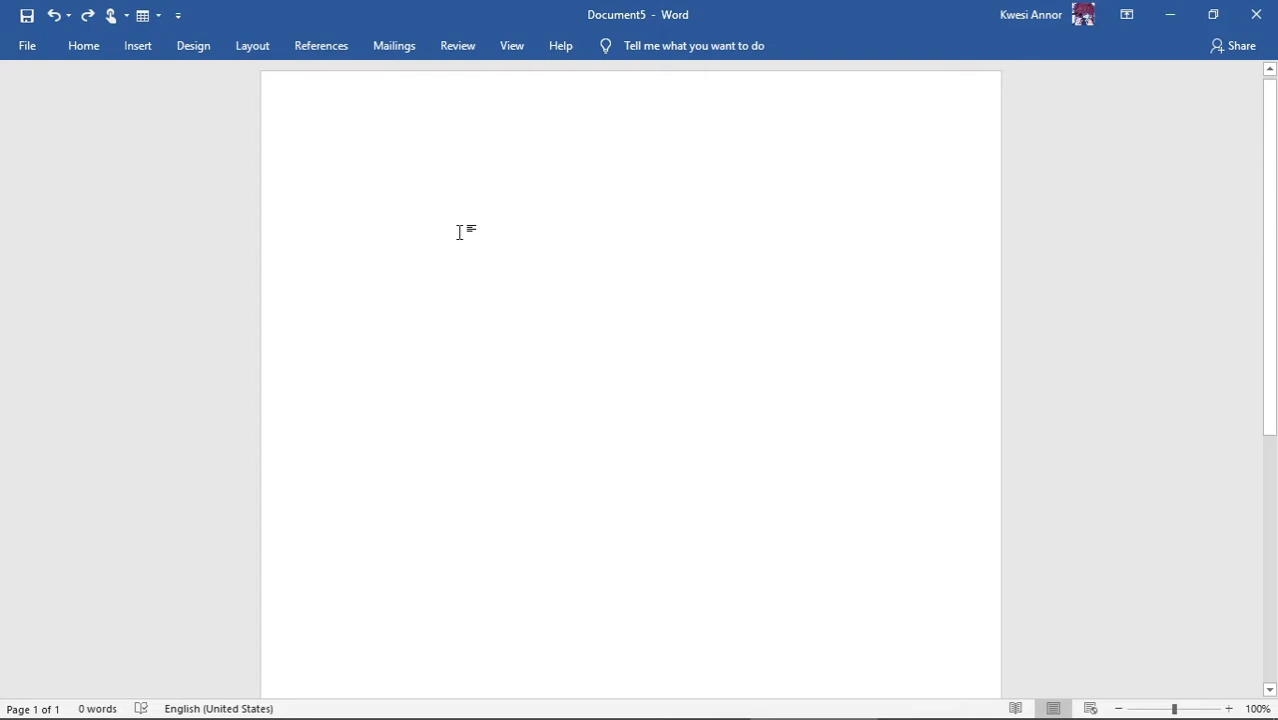 Document5 - Word
Kwesi Annor
File Home Insert Design Layout References Mailings Review View Help Tell me what you want to do Share
Page 1 of 1 0 words English (United States) 100%